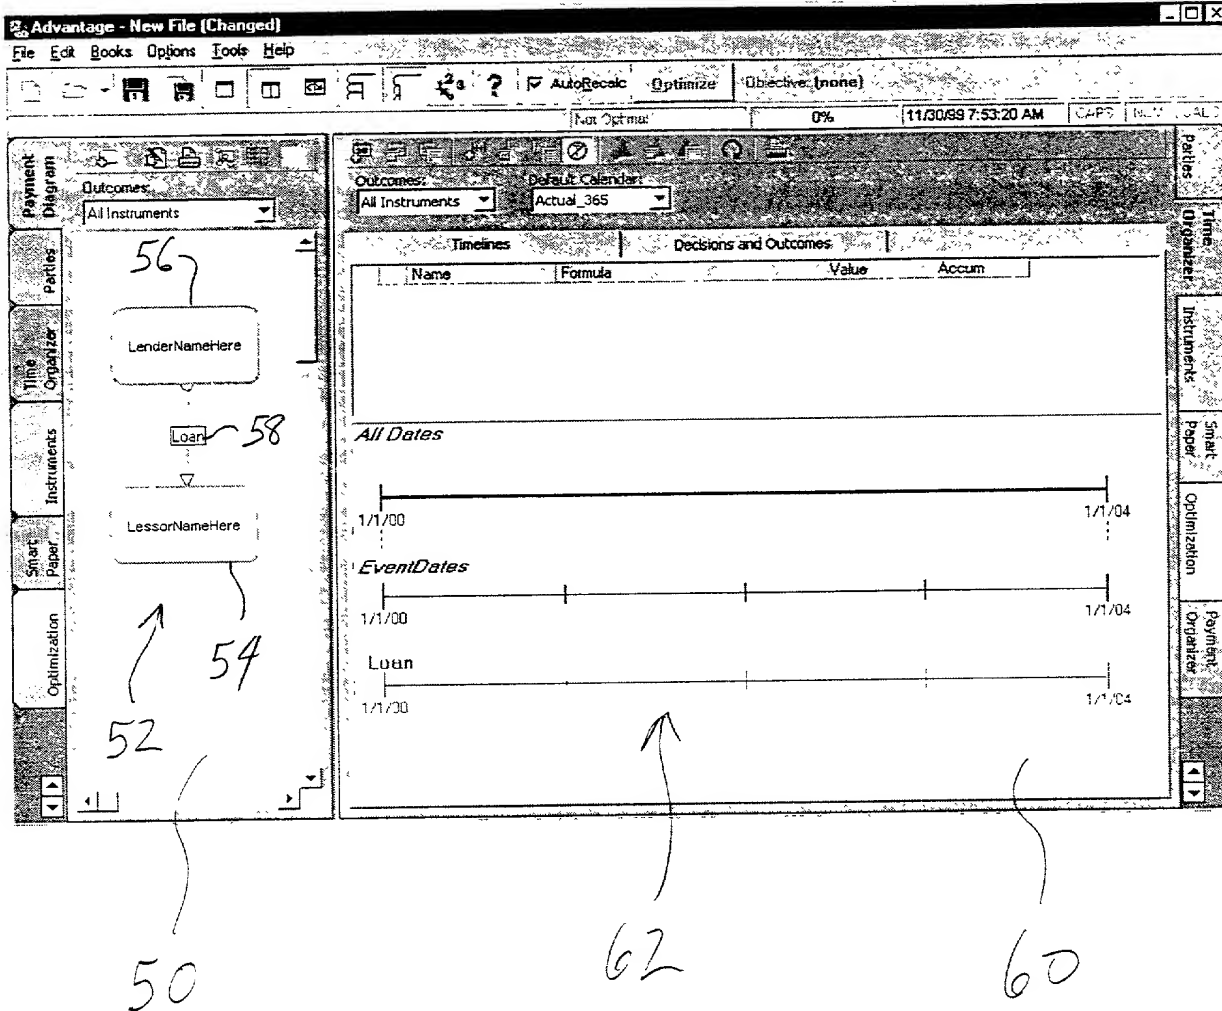 Advantage - New File (Changed)
File Edit Books Options Tools Help
AutoRecalc Optimize Objective: (none)
Not Optimal 0% 11/30/99 7:53:20 AM CAPS NUM
Payment Diagram
Parties
Time Organizer
Instruments
Smart Paper
Optimization
Outcomes:
All Instruments
56
LenderNameHere
Loan 58
LessorNameHere
52
54
50
Outcomes: Default Calendar:
All Instruments Actual_365
Timelines Decisions and Outcomes
Name Formula Value Accum
All Dates
1/1/00 1/1/04
EventDates
1/1/00 1/1/04
Loan
1/1/00 1/1/04
62
60
Parties
Time Organizer
Instruments
Smart Paper
Optimization
Payment Organizer